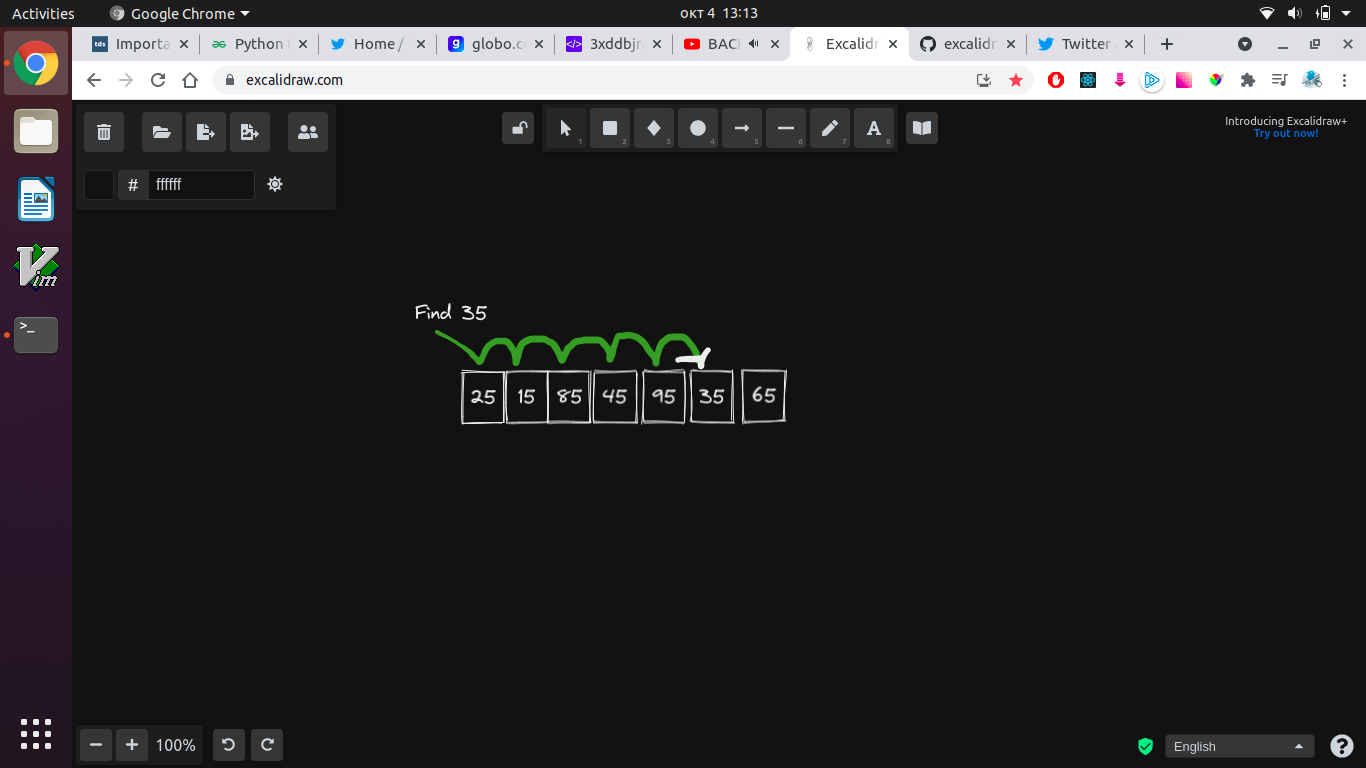 Activities
Google Chrome
окт 4 13:13
Importa
Python
Home /
globo.c
3xddbjr
BACI
Excalidr
excalidr
Twitter
excalidraw.com
1
2
3
4
5
6
7
A
8
Introducing Excalidraw+
Try out now!
# ffffff
Find 35
25 15 85 45 95 35 65
100%
English